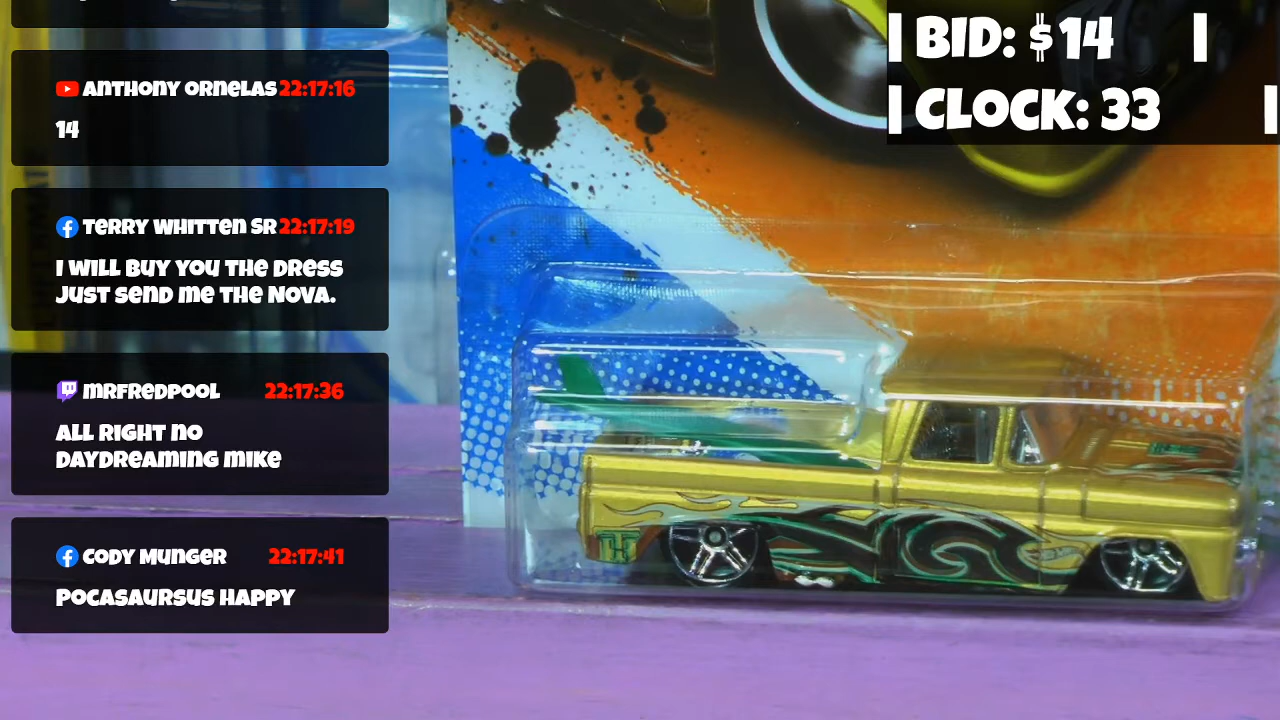 ANTHONY ORNELAS 22:17:16
14
TERRY WHITTEN SR 22:17:19
I WILL BUY YOU THE DRESS
JUST SEND ME THE NOVA.
MRFREDPOOL 22:17:36
ALL RIGHT NO
DAYDREAMING MIKE
CODY MUNGER 22:17:41
POCASAURSUS HAPPY
| BID: $14 |
| CLOCK: 33 |